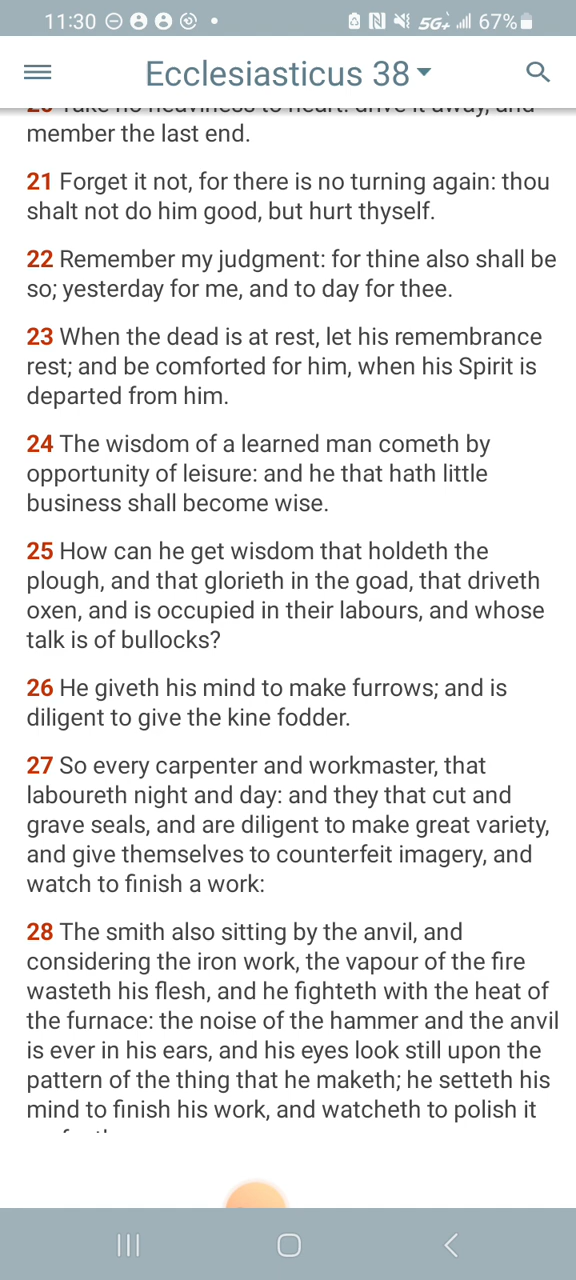 11:30
5G+ 67%
Ecclesiasticus 38
20 Take no heaviness to heart: drive it away, and
member the last end.
21 Forget it not, for there is no turning again: thou
shalt not do him good, but hurt thyself.
22 Remember my judgment: for thine also shall be
so; yesterday for me, and to day for thee.
23 When the dead is at rest, let his remembrance
rest; and be comforted for him, when his Spirit is
departed from him.
24 The wisdom of a learned man cometh by
opportunity of leisure: and he that hath little
business shall become wise.
25 How can he get wisdom that holdeth the
plough, and that glorieth in the goad, that driveth
oxen, and is occupied in their labours, and whose
talk is of bullocks?
26 He giveth his mind to make furrows; and is
diligent to give the kine fodder.
27 So every carpenter and workmaster, that
laboureth night and day: and they that cut and
grave seals, and are diligent to make great variety,
and give themselves to counterfeit imagery, and
watch to finish a work:
28 The smith also sitting by the anvil, and
considering the iron work, the vapour of the fire
wasteth his flesh, and he fighteth with the heat of
the furnace: the noise of the hammer and the anvil
is ever in his ears, and his eyes look still upon the
pattern of the thing that he maketh; he setteth his
mind to finish his work, and watcheth to polish it